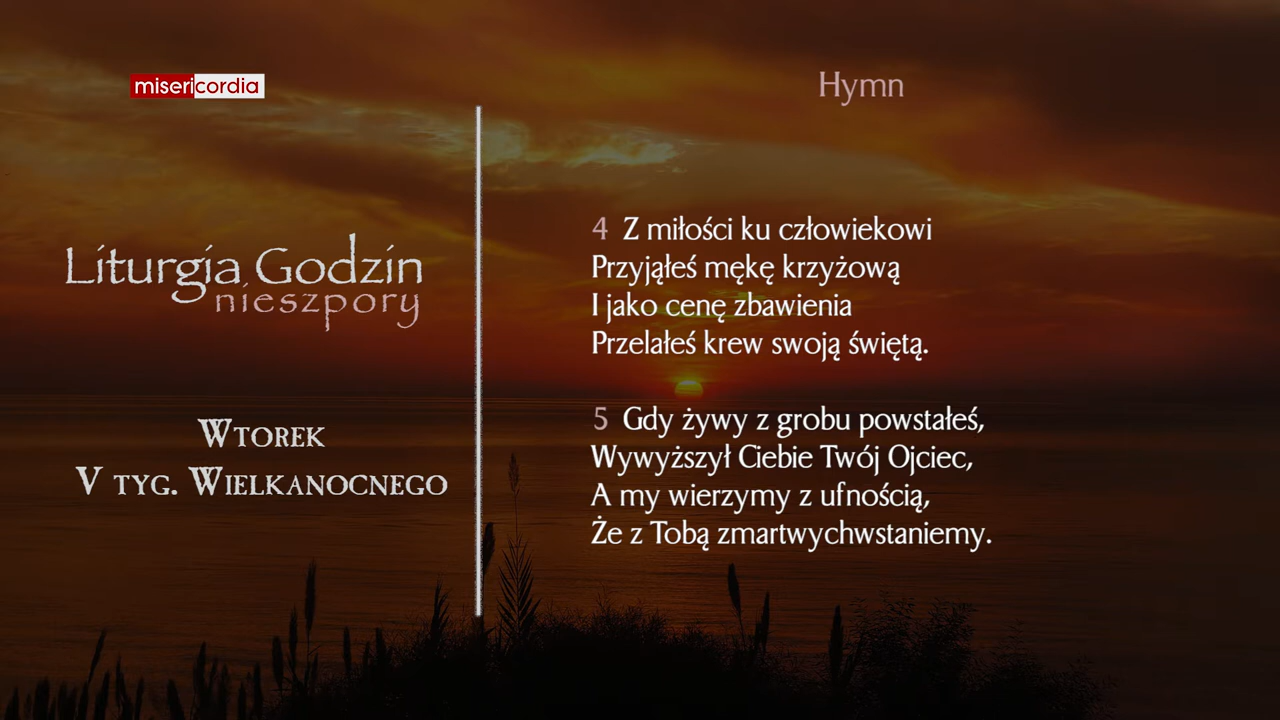 misericordia
Liturgia Godzin
nieszpory
Wtorek
V tyg. Wielkanocnego
Hymn
4 Z miłości ku człowiekowi
Przyjąłeś mękę krzyżową
I jako cenę zbawienia
Przelałeś krew swoją świętą.
5 Gdy żywy z grobu powstałeś,
Wywyższył Ciebie Twój Ojciec,
A my wierzymy z ufnością,
Że z Tobą zmartwychwstaniemy.